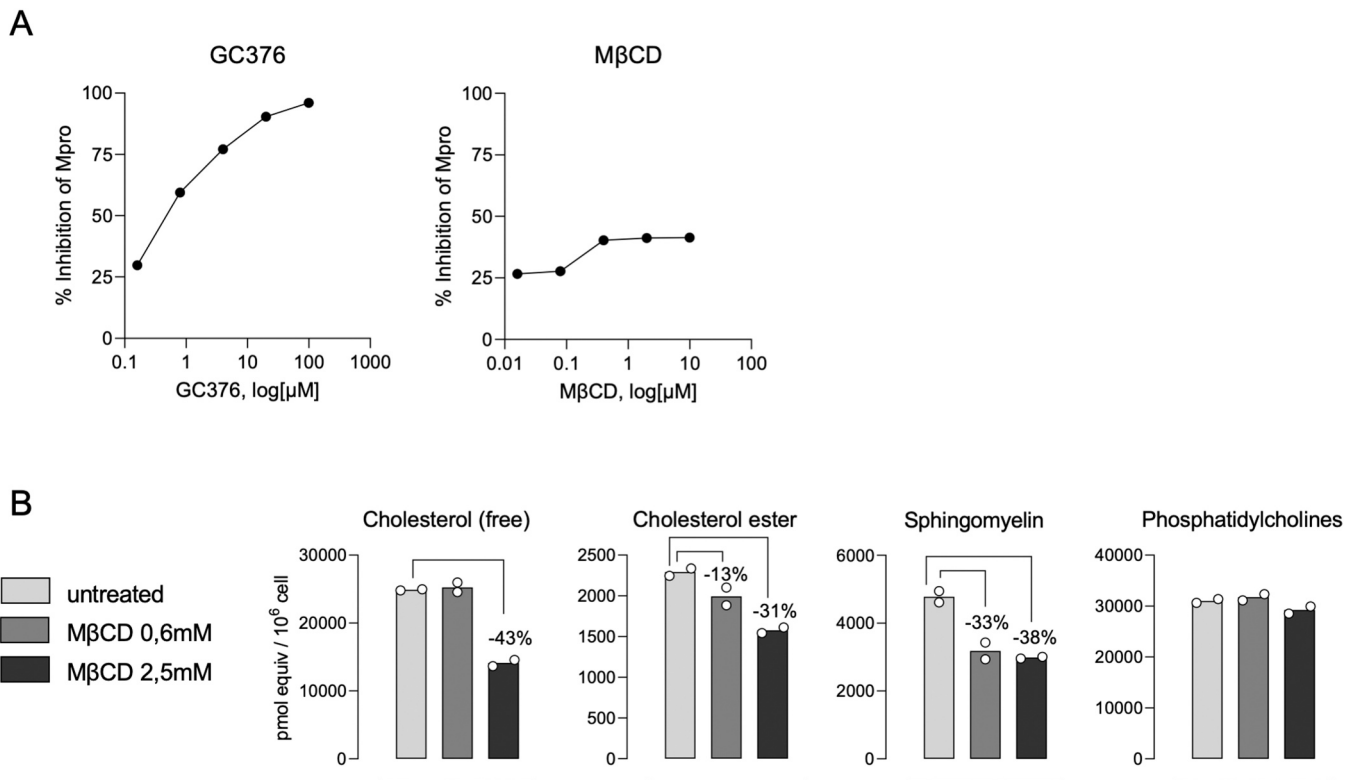 A
GC376
MβCD
% Inhibition of Mpro
100
75
50
25
0
0.1 1 10 100 1000
GC376, log[µM]
% Inhibition of Mpro
100
75
50
25
0
0.01 0.1 1 10 100
MβCD, log[µM]
B
untreated
MβCD 0,6mM
MβCD 2,5mM
Cholesterol (free)
pmol equiv / 10⁶ cell
30000
20000
10000
0
-43%
Cholesterol ester
2500
2000
1500
1000
500
0
-13%
-31%
Sphingomyelin
6000
4000
2000
0
-33%
-38%
Phosphatidylcholines
40000
30000
20000
10000
0